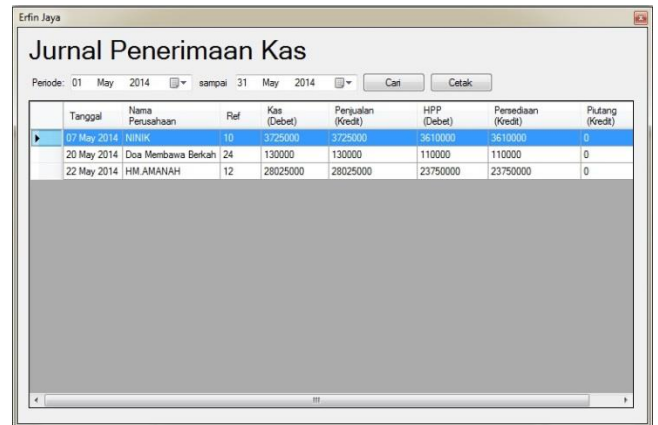 Erfin Jaya
Jurnal Penerimaan Kas
Periode: 01 May 2014 sampai 31 May 2014 Cari Cetak
Tanggal Nama Perusahaan Ref Kas (Debet) Penjualan (Kredit) HPP (Debet) Persediaan (Kredit) Piutang (Kredit)
07 May 2014 NINIK 10 3725000 3725000 3610000 3610000 0
20 May 2014 Doa Membawa Berkah 24 130000 130000 110000 110000 0
22 May 2014 HM.AMANAH 12 28025000 28025000 23750000 23750000 0